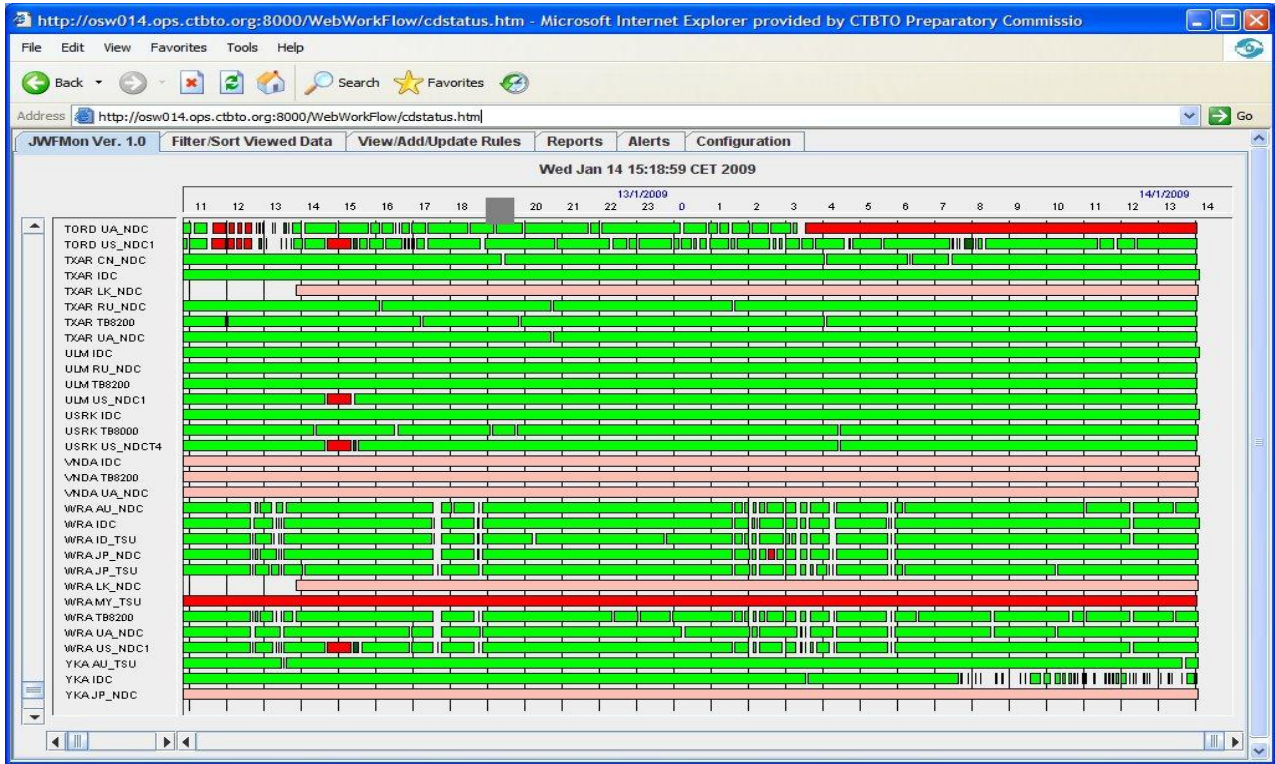 http://osw014.ops.ctbto.org:8000/WebWorkFlow/cdstatus.htm - Microsoft Internet Explorer provided by CTBTO Preparatory Commissio
File Edit View Favorites Tools Help
Back Search Favorites
Address http://osw014.ops.ctbto.org:8000/WebWorkFlow/cdstatus.htm Go
JWFMon Ver. 1.0 Filter/Sort Viewed Data View/Add/Update Rules Reports Alerts Configuration
Wed Jan 14 15:18:59 CET 2009
13/1/2009 14/1/2009
11 12 13 14 15 16 17 18 20 21 22 23 0 1 2 3 4 5 6 7 8 9 10 11 12 13 14
TORD UA_NDC
TORD US_NDC1
TXAR CN_NDC
TXAR IDC
TXAR LK_NDC
TXAR RU_NDC
TXAR TB8200
TXAR UA_NDC
ULM IDC
ULM RU_NDC
ULM TB8200
ULM US_NDC1
USRK IDC
USRK TB8000
USRK US_NDCT4
VNDA IDC
VNDA TB8200
VNDA UA_NDC
WRA AU_NDC
WRA IDC
WRA ID_TSU
WRA JP_NDC
WRA JP_TSU
WRA LK_NDC
WRA MY_TSU
WRA TB8200
WRA UA_NDC
WRA US_NDC1
YKA AU_TSU
YKA IDC
YKA JP_NDC